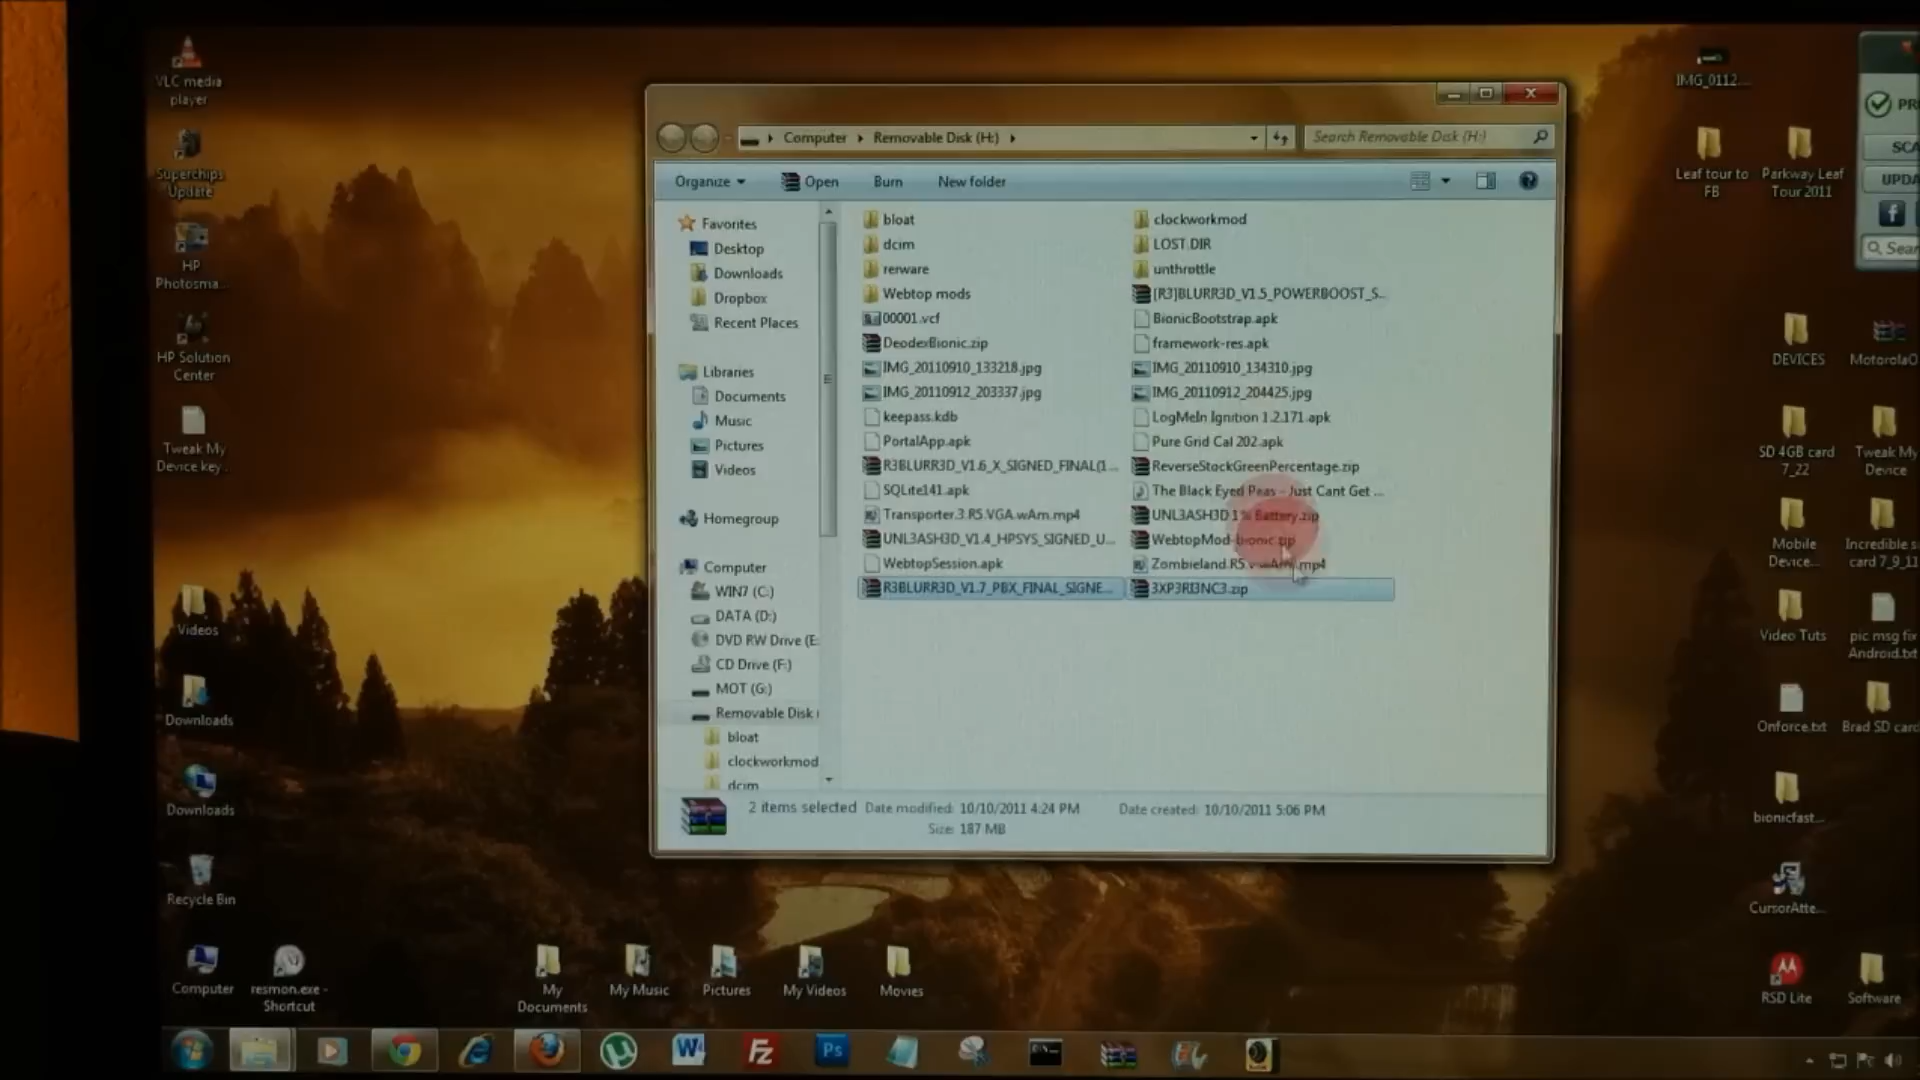 VLC media
player
Superchips
Update
HP
Photosma...
HP Solution
Center
Tweak My
Device key.
Videos
Downloads
Downloads
Recycle Bin
Computer
resmon.exe -
Shortcut
My
Documents
My Music
Pictures
My Videos
Movies
Computer
Removable Disk (H:)
Search Removable Disk (H:)
Organize
Open
Burn
New folder
Favorites
Desktop
Downloads
Dropbox
Recent Places
Libraries
Documents
Music
Pictures
Videos
Homegroup
Computer
WIN7 (C:)
DATA (D:)
DVD RW Drive (E:
CD Drive (F:)
MOT (G:)
Removable Disk (
bloat
clockworkmod
dcim
bloat
dcim
rerware
Webtop mods
00001.vcf
DeodexBionic.zip
IMG_20110910_133218.jpg
IMG_20110912_203337.jpg
keepass.kdb
PortalApp.apk
R3BLURR3D_V1.6_X_SIGNED_FINAL(1...
SQLite141.apk
Transporter.3.R5.VGA.wAm.mp4
UNL3ASH3D_V1.4_HPSYS_SIGNED_U...
WebtopSession.apk
R3BLURR3D_V1.7_PBX_FINAL_SIGNE...
clockworkmod
LOST.DIR
unthrottle
[R3]BLURR3D_V1.5_POWERBOOST_S...
BionicBootstrap.apk
framework-res.apk
IMG_20110910_134310.jpg
IMG_20110912_204425.jpg
LogMeIn Ignition 1.2.171.apk
Pure Grid Cal 202.apk
ReverseStockGreenPercentage.zip
The Black Eyed Peas - Just Cant Get ...
UNL3ASH3D 1% Battery.zip
WebtopMod-bionic.zip
Zombieland.R5. wAm.mp4
3XP3RI3NC3.zip
2 items selected
Date modified: 10/10/2011 4:24 PM
Date created: 10/10/2011 5:06 PM
Size: 187 MB
IMG_0112....
Leaf tour to
FB
Parkway Leaf
Tour 2011
PR
SCA
UPDA
f
Sear
DEVICES
MotorolaO
SD 4GB card
7_22
Tweak My
Device
Mobile
Device...
Incredible s
card 7_9_11
Video Tuts
pic msg fix
Android.txt
Onforce.txt
Brad SD card
bionicfast...
CursorAtte...
RSD Lite
Software
W
Fz
Ps